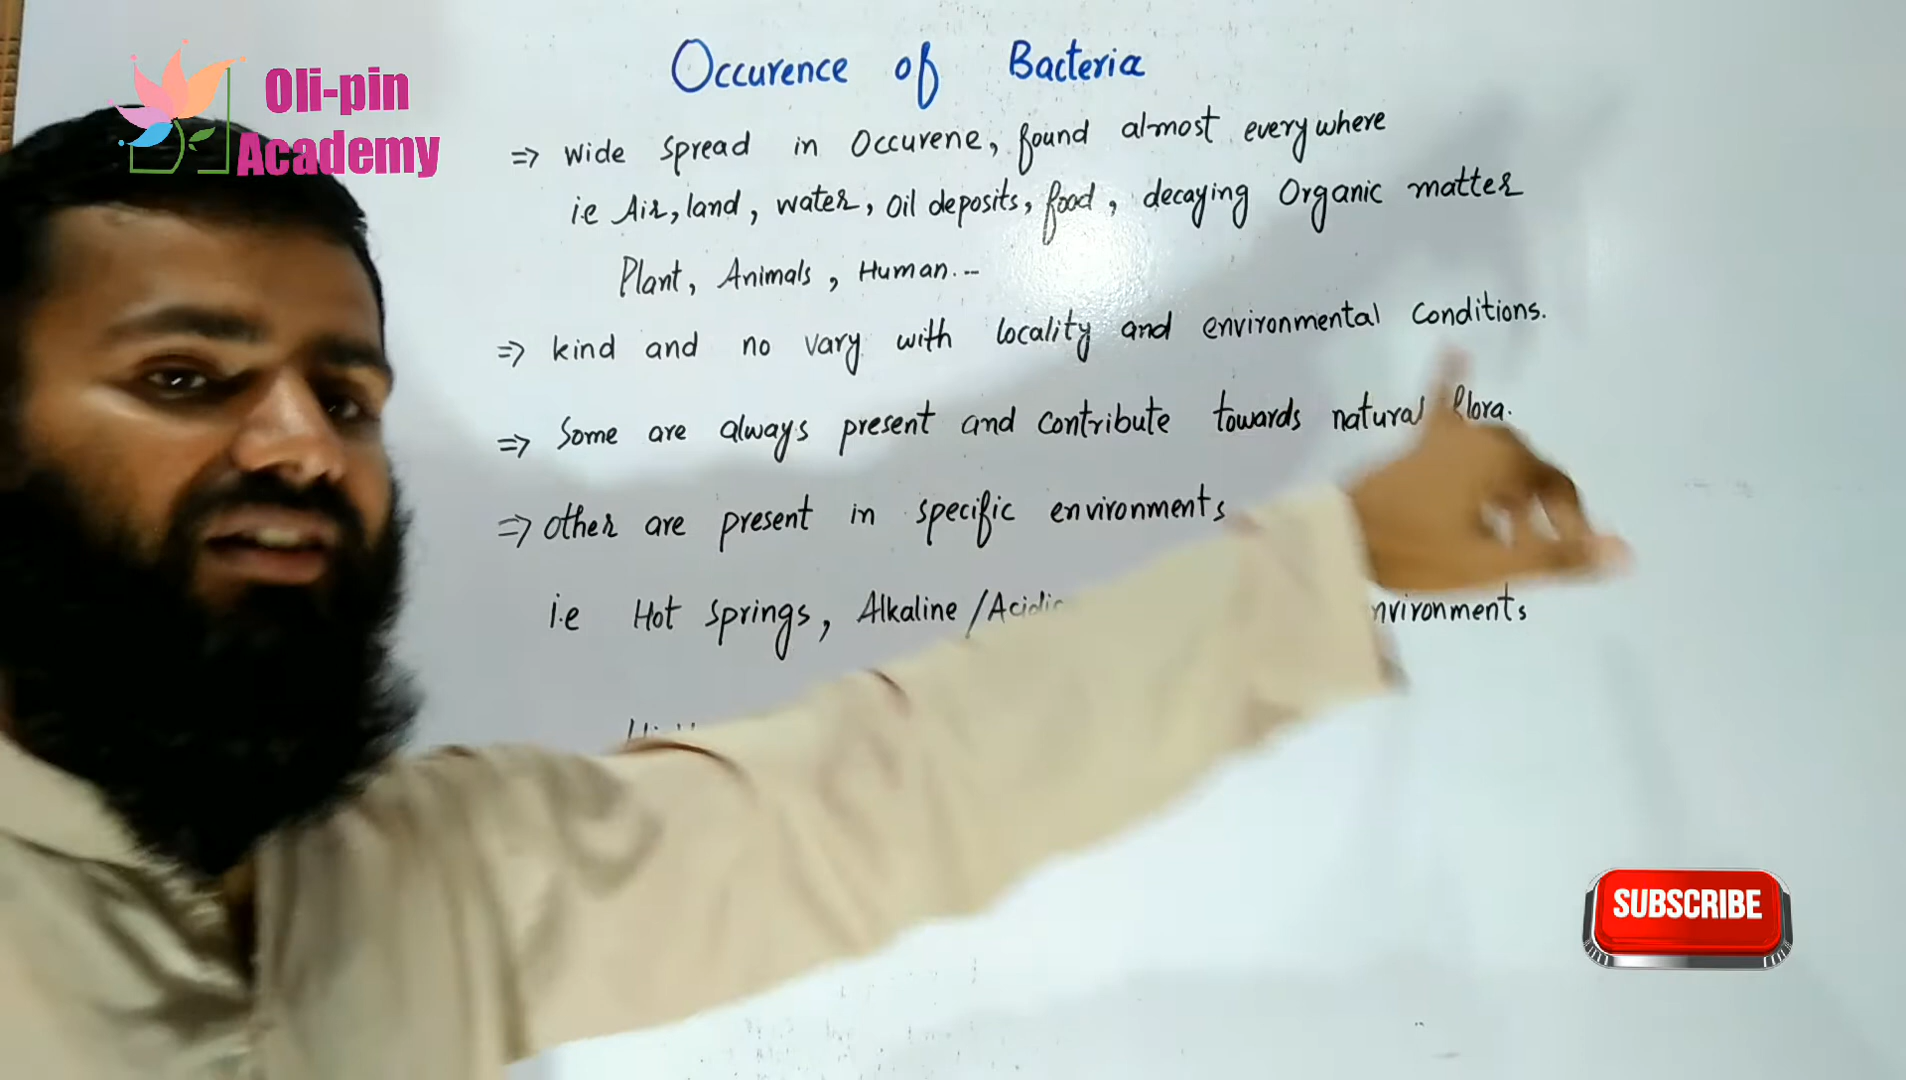 Oli-pin
Academy
Occurence of Bacteria
⇒ wide spread in Occurene, found almost everywhere
i.e Air, land, water, oil deposits, food, decaying Organic matter
Plant, Animals, Human...
⇒ kind and no vary with locality and environmental conditions.
⇒ Some are always present and contribute towards natural flora.
⇒ other are present in specific environments
i.e Hot springs, Alkaline/Acidic nvironments
SUBSCRIBE